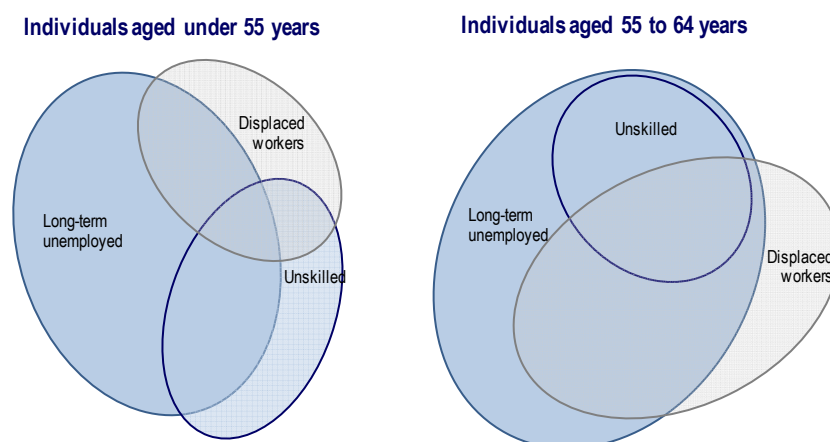 Individuals aged under 55 years
Displaced
workers
Long-term
unemployed
Unskilled
Individuals aged 55 to 64 years
Unskilled
Long-term
unemployed
Displaced
workers